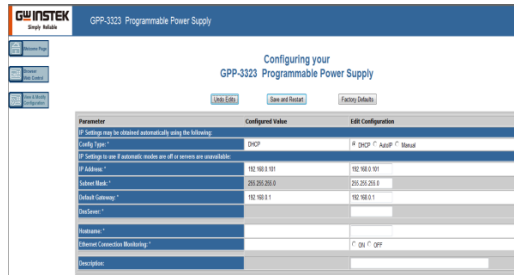 GW INSTEK
Simply Reliable
GPP-3323 Programmable Power Supply
Welcome Page
Browser
Web Control
View & Modify
Configuration
Configuring your
GPP-3323 Programmable Power Supply
Undo Edits Save and Restart Factory Defaults
Parameter Configured Value Edit Configuration
IP Settings may be obtained automatically using the following:
Config Type: * DHCP DHCP AutoIP Manual
IP Settings to use if automatic modes are off or servers are unavailable:
IP Address: * 192.168.0.101 192.168.0.101
Subnet Mask: * 255.255.255.0 255.255.255.0
Default Gateway: * 192.168.0.1 192.168.0.1
DnsSever: *
Hostname: *
Ethernet Connection Monitoring: * ON OFF
Description: